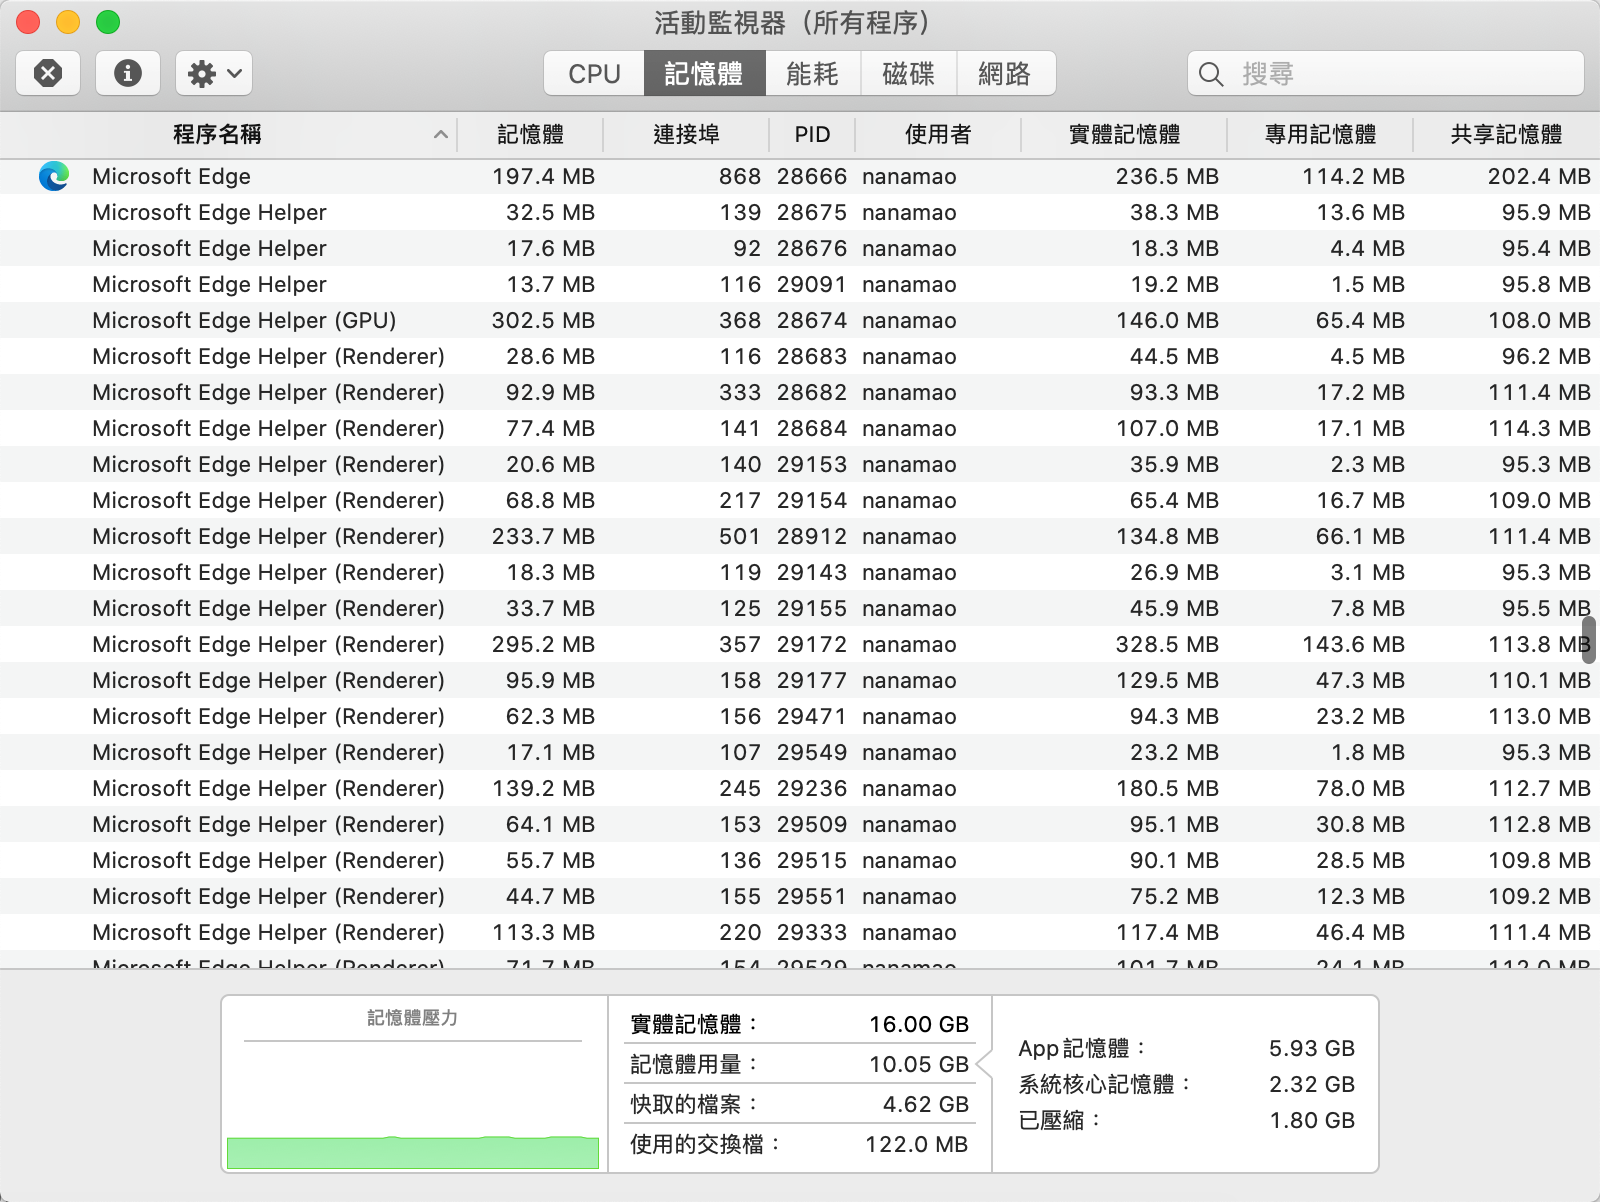 活動監視器（所有程序）
CPU 記憶體 能耗 磁碟 網路 搜尋
程序名稱 記憶體 連接埠 PID 使用者 實體記憶體 專用記憶體 共享記憶體
Microsoft Edge 197.4 MB 868 28666 nanamao 236.5 MB 114.2 MB 202.4 MB
Microsoft Edge Helper 32.5 MB 139 28675 nanamao 38.3 MB 13.6 MB 95.9 MB
Microsoft Edge Helper 17.6 MB 92 28676 nanamao 18.3 MB 4.4 MB 95.4 MB
Microsoft Edge Helper 13.7 MB 116 29091 nanamao 19.2 MB 1.5 MB 95.8 MB
Microsoft Edge Helper (GPU) 302.5 MB 368 28674 nanamao 146.0 MB 65.4 MB 108.0 MB
Microsoft Edge Helper (Renderer) 28.6 MB 116 28683 nanamao 44.5 MB 4.5 MB 96.2 MB
Microsoft Edge Helper (Renderer) 92.9 MB 333 28682 nanamao 93.3 MB 17.2 MB 111.4 MB
Microsoft Edge Helper (Renderer) 77.4 MB 141 28684 nanamao 107.0 MB 17.1 MB 114.3 MB
Microsoft Edge Helper (Renderer) 20.6 MB 140 29153 nanamao 35.9 MB 2.3 MB 95.3 MB
Microsoft Edge Helper (Renderer) 68.8 MB 217 29154 nanamao 65.4 MB 16.7 MB 109.0 MB
Microsoft Edge Helper (Renderer) 233.7 MB 501 28912 nanamao 134.8 MB 66.1 MB 111.4 MB
Microsoft Edge Helper (Renderer) 18.3 MB 119 29143 nanamao 26.9 MB 3.1 MB 95.3 MB
Microsoft Edge Helper (Renderer) 33.7 MB 125 29155 nanamao 45.9 MB 7.8 MB 95.5 MB
Microsoft Edge Helper (Renderer) 295.2 MB 357 29172 nanamao 328.5 MB 143.6 MB 113.8 MB
Microsoft Edge Helper (Renderer) 95.9 MB 158 29177 nanamao 129.5 MB 47.3 MB 110.1 MB
Microsoft Edge Helper (Renderer) 62.3 MB 156 29471 nanamao 94.3 MB 23.2 MB 113.0 MB
Microsoft Edge Helper (Renderer) 17.1 MB 107 29549 nanamao 23.2 MB 1.8 MB 95.3 MB
Microsoft Edge Helper (Renderer) 139.2 MB 245 29236 nanamao 180.5 MB 78.0 MB 112.7 MB
Microsoft Edge Helper (Renderer) 64.1 MB 153 29509 nanamao 95.1 MB 30.8 MB 112.8 MB
Microsoft Edge Helper (Renderer) 55.7 MB 136 29515 nanamao 90.1 MB 28.5 MB 109.8 MB
Microsoft Edge Helper (Renderer) 44.7 MB 155 29551 nanamao 75.2 MB 12.3 MB 109.2 MB
Microsoft Edge Helper (Renderer) 113.3 MB 220 29333 nanamao 117.4 MB 46.4 MB 111.4 MB
Microsoft Edge Helper (Renderer) 71.7 MB 154 29529 nanamao 101.7 MB 24.1 MB 112.0 MB
記憶體壓力
實體記憶體： 16.00 GB
記憶體用量： 10.05 GB
快取的檔案： 4.62 GB
使用的交換檔： 122.0 MB
App記憶體： 5.93 GB
系統核心記憶體： 2.32 GB
已壓縮： 1.80 GB